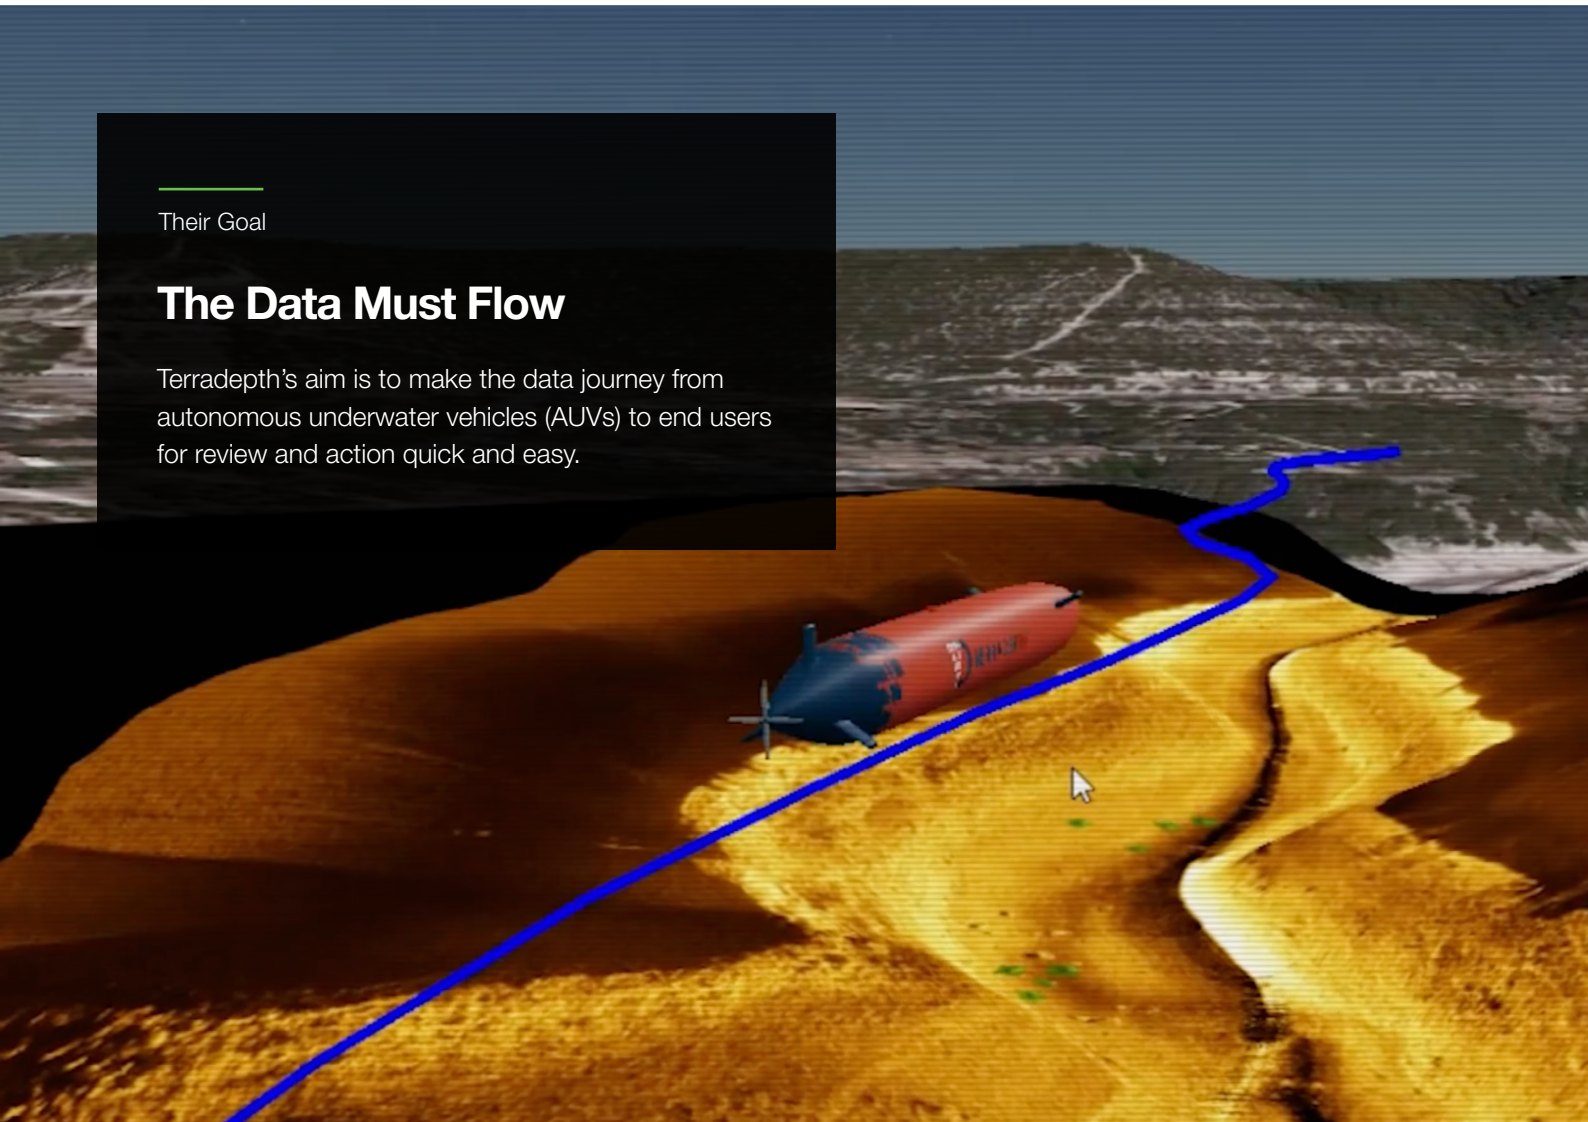 Their Goal
The Data Must Flow
Terradepth’s aim is to make the data journey from
autonomous underwater vehicles (AUVs) to end users
for review and action quick and easy.